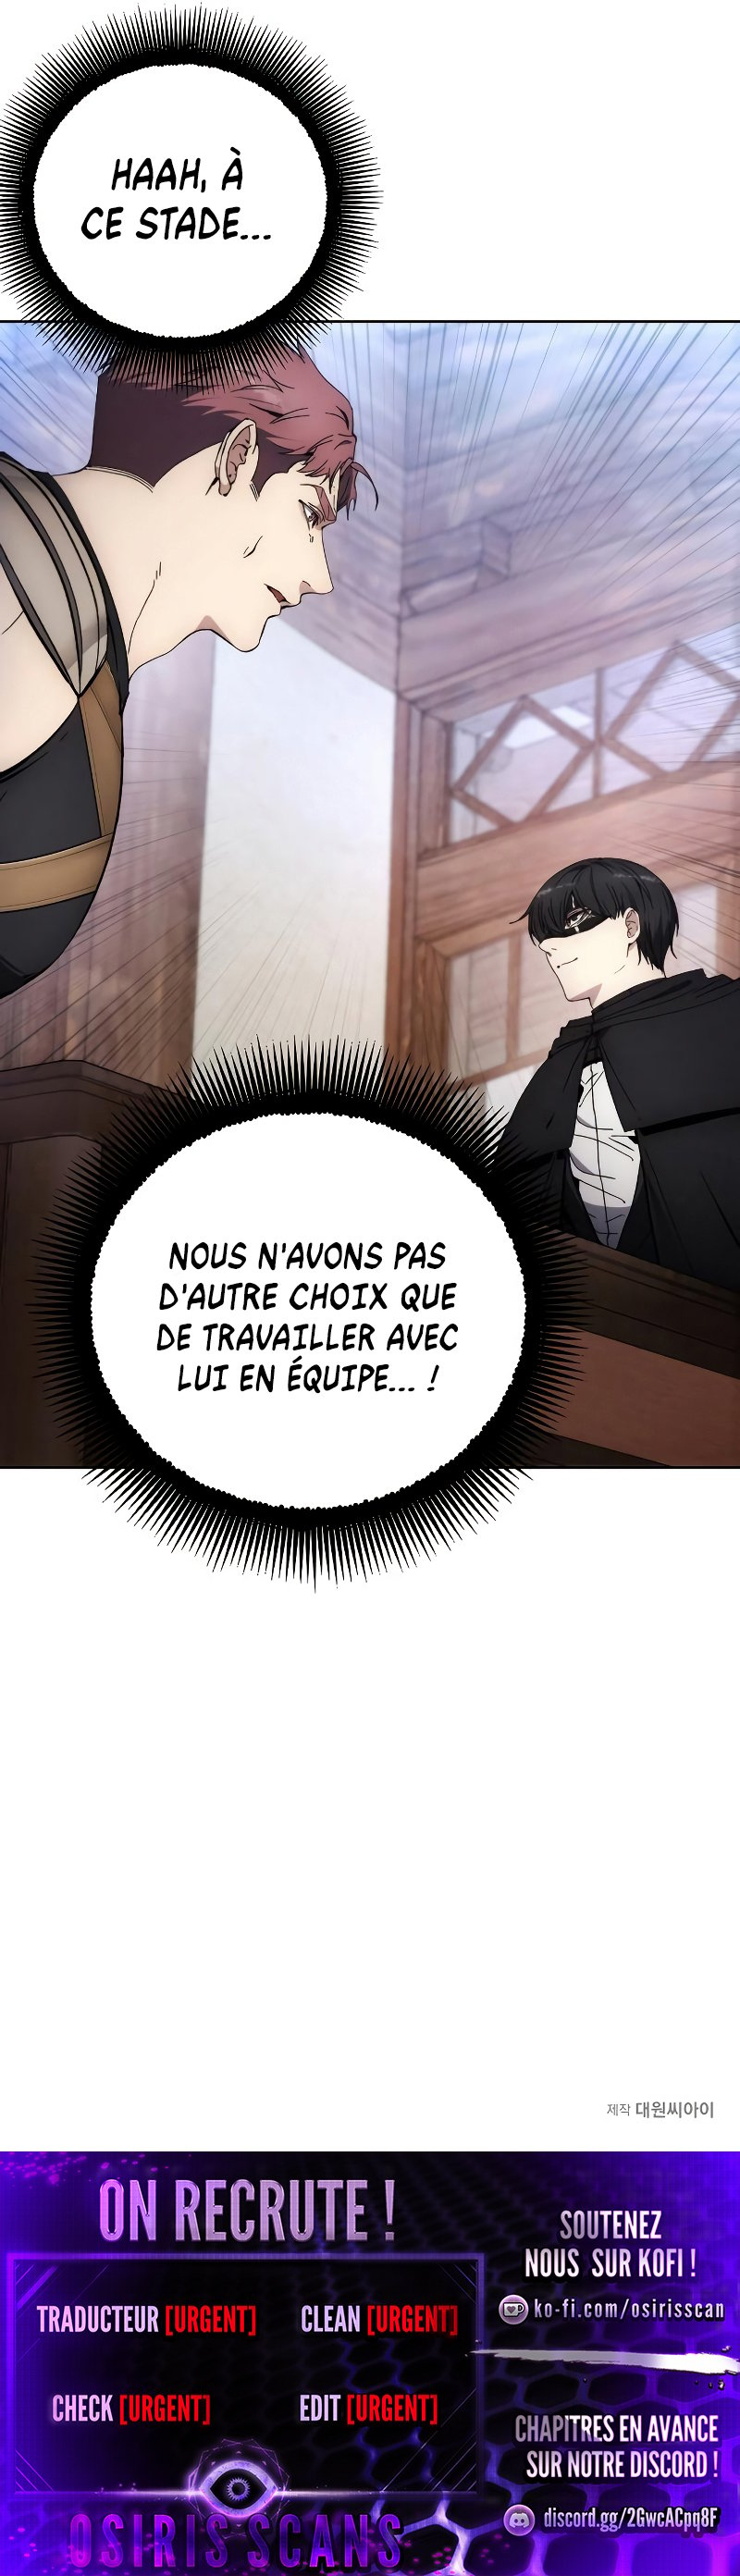 HAAH, À
CE STADE...
NOUS N'AVONS PAS
D'AUTRE CHOIX QUE
DE TRAVAILLER AVEC
LUI EN ÉQUIPE... !
제작 대원씨아이
ON RECRUTE !
TRADUCTEUR [URGENT]
CLEAN [URGENT]
CHECK [URGENT]
EDIT [URGENT]
OSIRIS SCANS
SOUTENEZ
NOUS SUR KOFI !
ko-fi.com/osirisscan
CHAPITRES EN AVANCE
SUR NOTRE DISCORD !
discord.gg/2GwcACpq8F